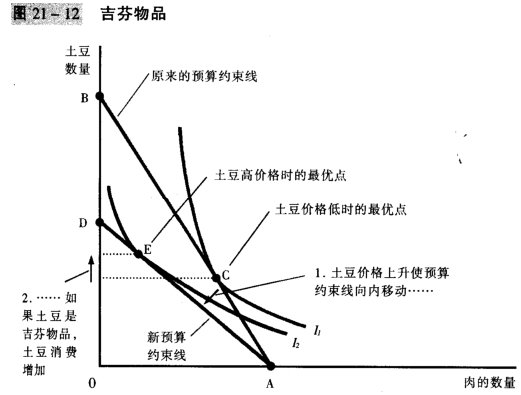 图 21-12 吉芬物品
土豆
数量
原来的预算约束线
B
土豆高价格时的最优点
土豆价格低时的最优点
D
E
C
1. 土豆价格上升使预算
约束线向内移动……
2. ……如
果土豆是
吉芬物品,
土豆消费
增加
新预算
约束线
I₁
I₂
0
A
肉的数量